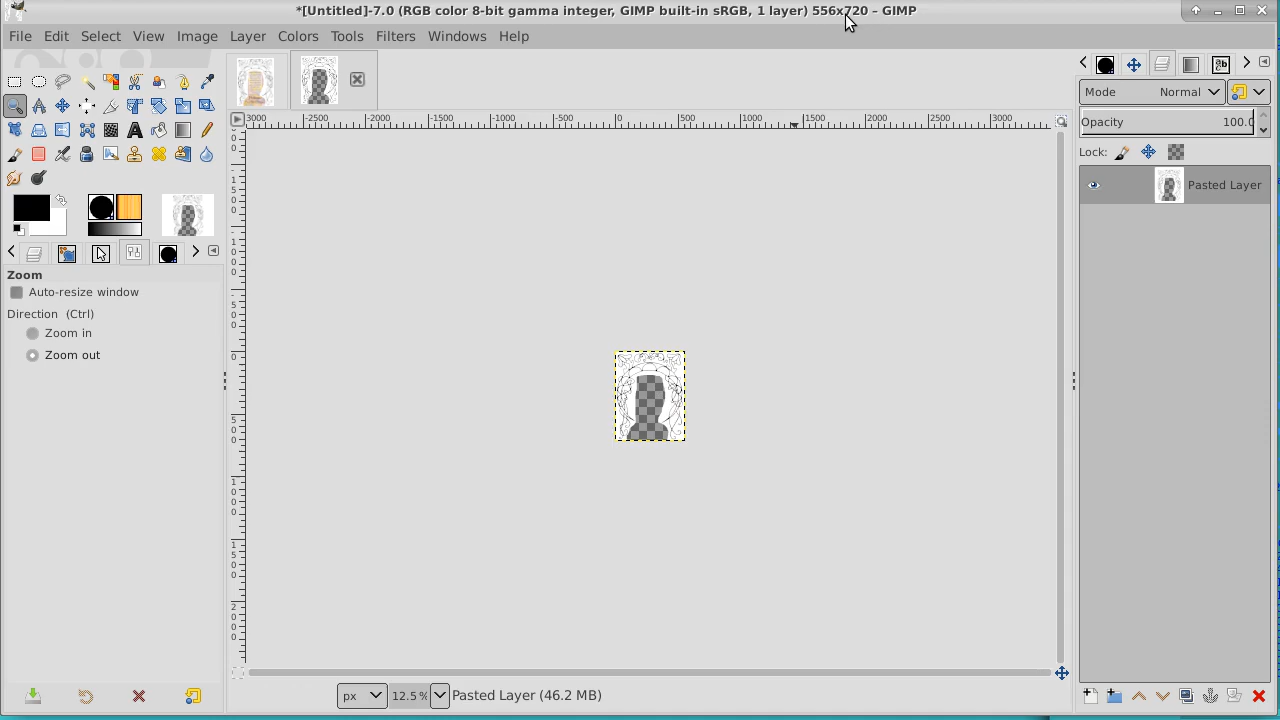 *[Untitled]-7.0 (RGB color 8-bit gamma integer, GIMP built-in sRGB, 1 layer) 556x720 – GIMP
File Edit Select View Image Layer Colors Tools Filters Windows Help
Mode Normal
Opacity 100.0
Lock:
Pasted Layer
3000 -2500 -2000 -1500 -1000 -500 0 500 1000 1500 2000 2500 3000
Zoom
Auto-resize window
Direction (Ctrl)
Zoom in
Zoom out
px 12.5% Pasted Layer (46.2 MB)